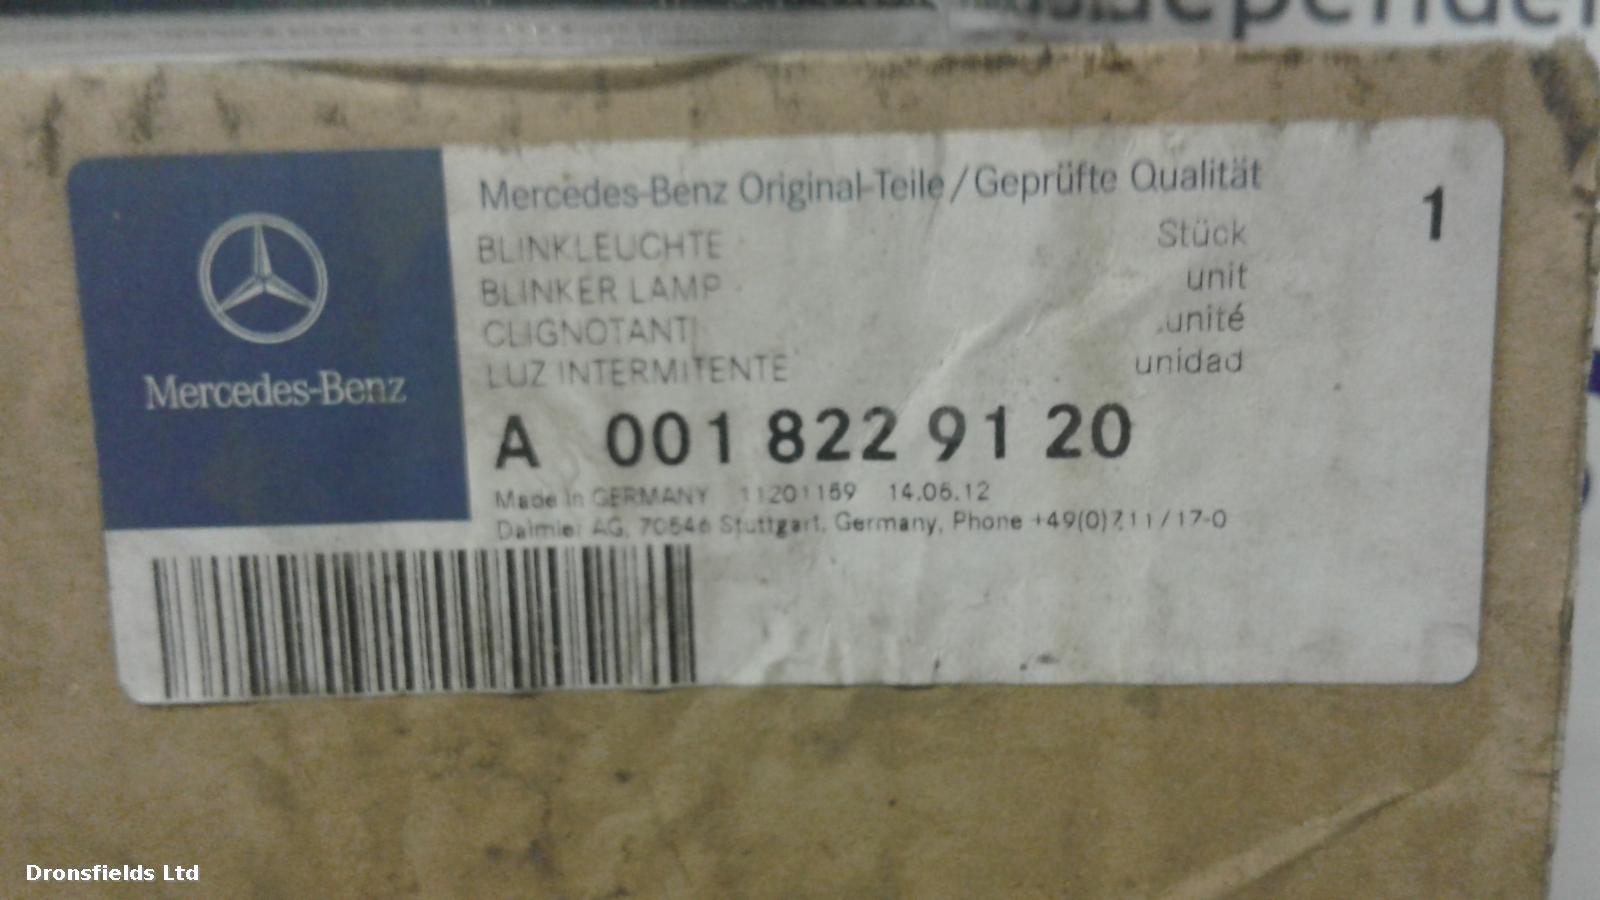 Mercedes-Benz
Mercedes-Benz Original-Teile/Geprüfte Qualität
BLINKLEUCHTE Stück 1
BLINKER LAMP unit
CLIGNOTANT unité
LUZ INTERMITENTE unidad
A 001 822 91 20
Made in GERMANY 11201159 14.06.12
Daimler AG, 70546 Stuttgart, Germany, Phone +49(0)711/17-0
Dronsfields Ltd